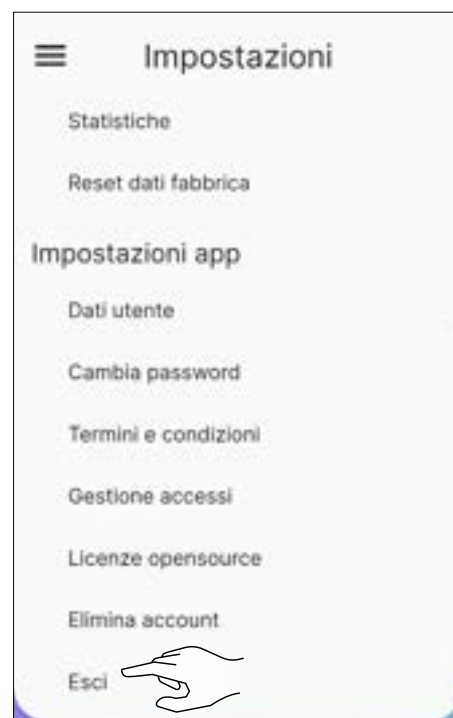 Impostazioni
Statistiche
Reset dati fabbrica
Impostazioni app
Dati utente
Cambia password
Termini e condizioni
Gestione accessi
Licenze opensource
Elimina account
Esci